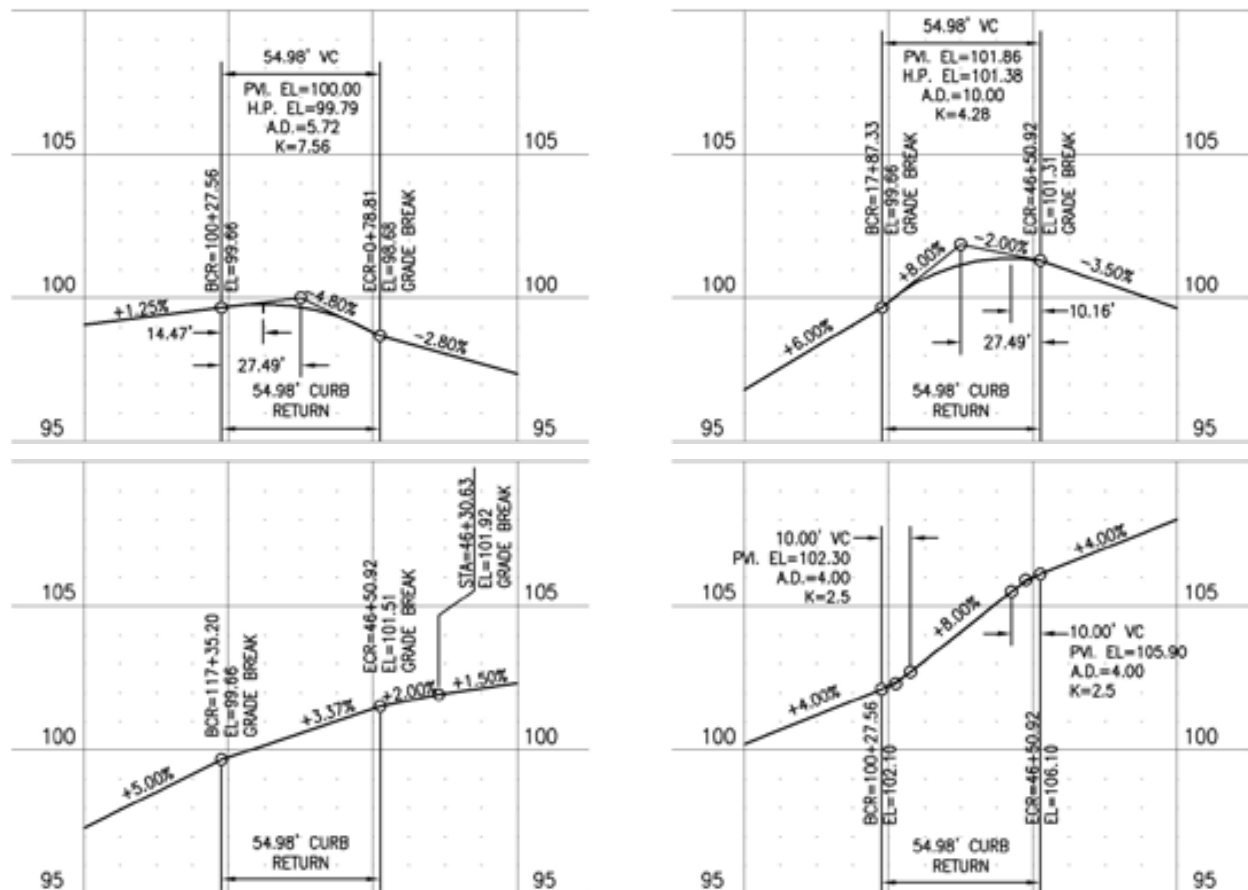 54.98' VC
PVI. EL=100.00
H.P. EL=99.79
A.D.=5.72
K=7.56
105
105
BCR=100+27.56
EL=99.66
ECR=0+78.81
EL=98.68
GRADE BREAK
100
100
+1.25%
-4.80%
-2.80%
14.47'
27.49'
54.98' CURB
RETURN
95
95
54.98' VC
PVI. EL=101.86
H.P. EL=101.38
A.D.=10.00
K=4.28
105
105
BCR=17+87.33
EL=99.66
GRADE BREAK
ECR=46+50.92
EL=101.31
GRADE BREAK
100
100
+6.00%
+8.00%
-2.00%
-3.50%
10.16'
27.49'
54.98' CURB
RETURN
95
95
STA=46+30.63
EL=101.92
GRADE BREAK
105
105
BCR=117+35.20
EL=99.66
GRADE BREAK
ECR=46+50.92
EL=101.51
GRADE BREAK
+5.00%
+3.37%
+2.00%
+1.50%
100
100
54.98' CURB
RETURN
95
95
10.00' VC
PVI. EL=102.30
A.D.=4.00
K=2.5
105
105
+4.00%
+8.00%
+4.00%
10.00' VC
PVI. EL=105.90
A.D.=4.00
K=2.5
100
100
BCR=100+27.56
EL=102.10
ECR=46+50.92
EL=106.10
54.98' CURB
RETURN
95
95